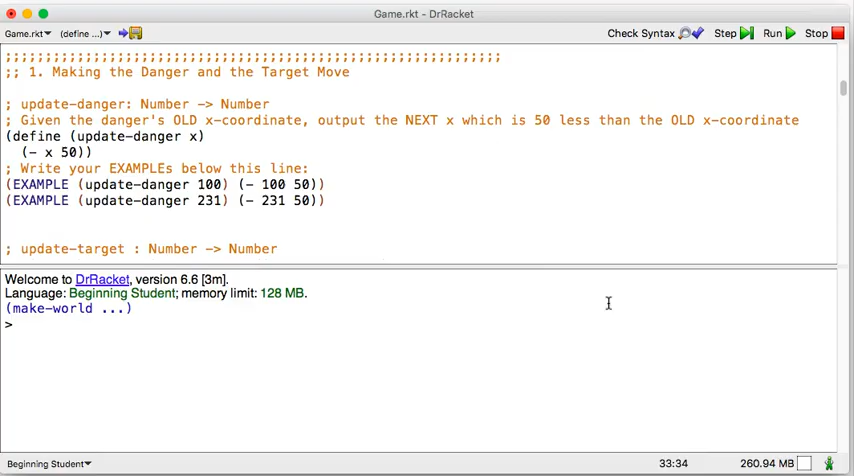 Game.rkt - DrRacket
Game.rkt▾ (define ...)▾ Check Syntax Step Run Stop
;;;;;;;;;;;;;;;;;;;;;;;;;;;;;;;;;;;;;;;;;;;;;;;;;;;;;;;;;;;;;;
;; 1. Making the Danger and the Target Move
; update-danger: Number -> Number
; Given the danger's OLD x-coordinate, output the NEXT x which is 50 less than the OLD x-coordinate
(define (update-danger x)
  (- x 50))
; Write your EXAMPLEs below this line:
(EXAMPLE (update-danger 100) (- 100 50))
(EXAMPLE (update-danger 231) (- 231 50))
; update-target : Number -> Number
Welcome to DrRacket, version 6.6 [3m].
Language: Beginning Student; memory limit: 128 MB.
(make-world ...)
>
Beginning Student▾ 33:34 260.94 MB